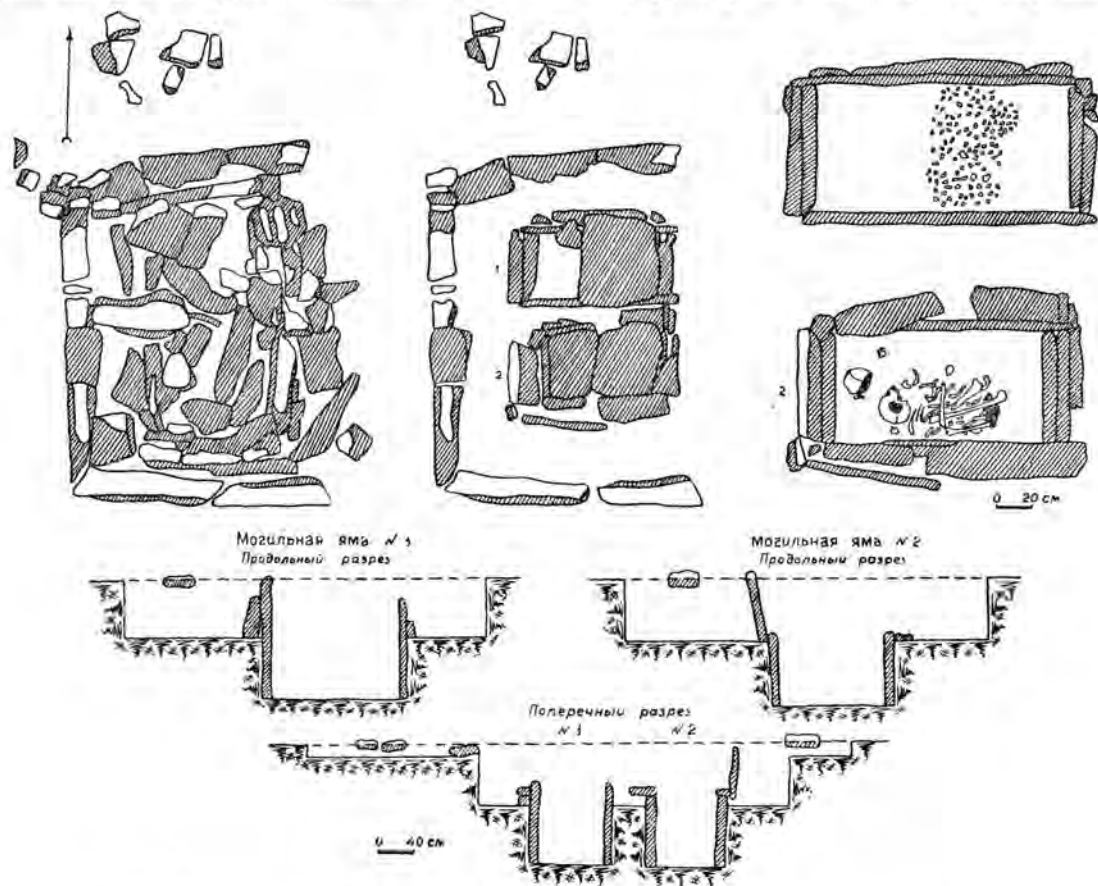 1
2
2
0 20 см
Могильная яма № 1
Продольный разрез
Могильная яма № 2
Продольный разрез
Поперечный разрез
№ 1 № 2
0 40 см